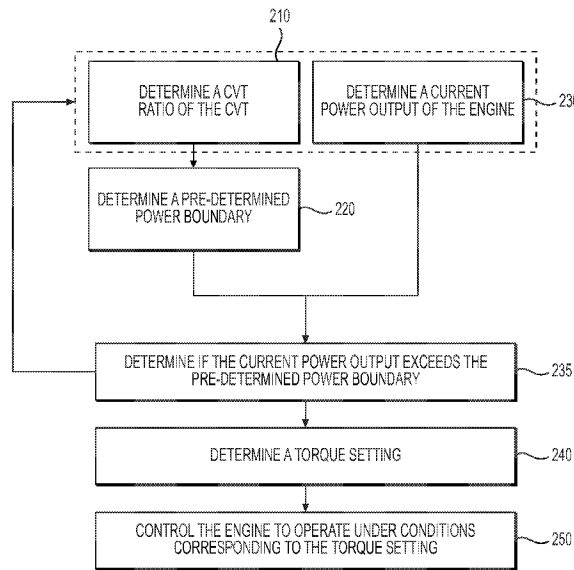 210
DETERMINE A CVT
RATIO OF THE CVT
DETERMINE A CURRENT
POWER OUTPUT OF THE ENGINE
230
DETERMINE A PRE-DETERMINED
POWER BOUNDARY
220
DETERMINE IF THE CURRENT POWER OUTPUT EXCEEDS THE
PRE-DETERMINED POWER BOUNDARY
235
DETERMINE A TORQUE SETTING
240
CONTROL THE ENGINE TO OPERATE UNDER CONDITIONS
CORRESPONDING TO THE TORQUE SETTING
250